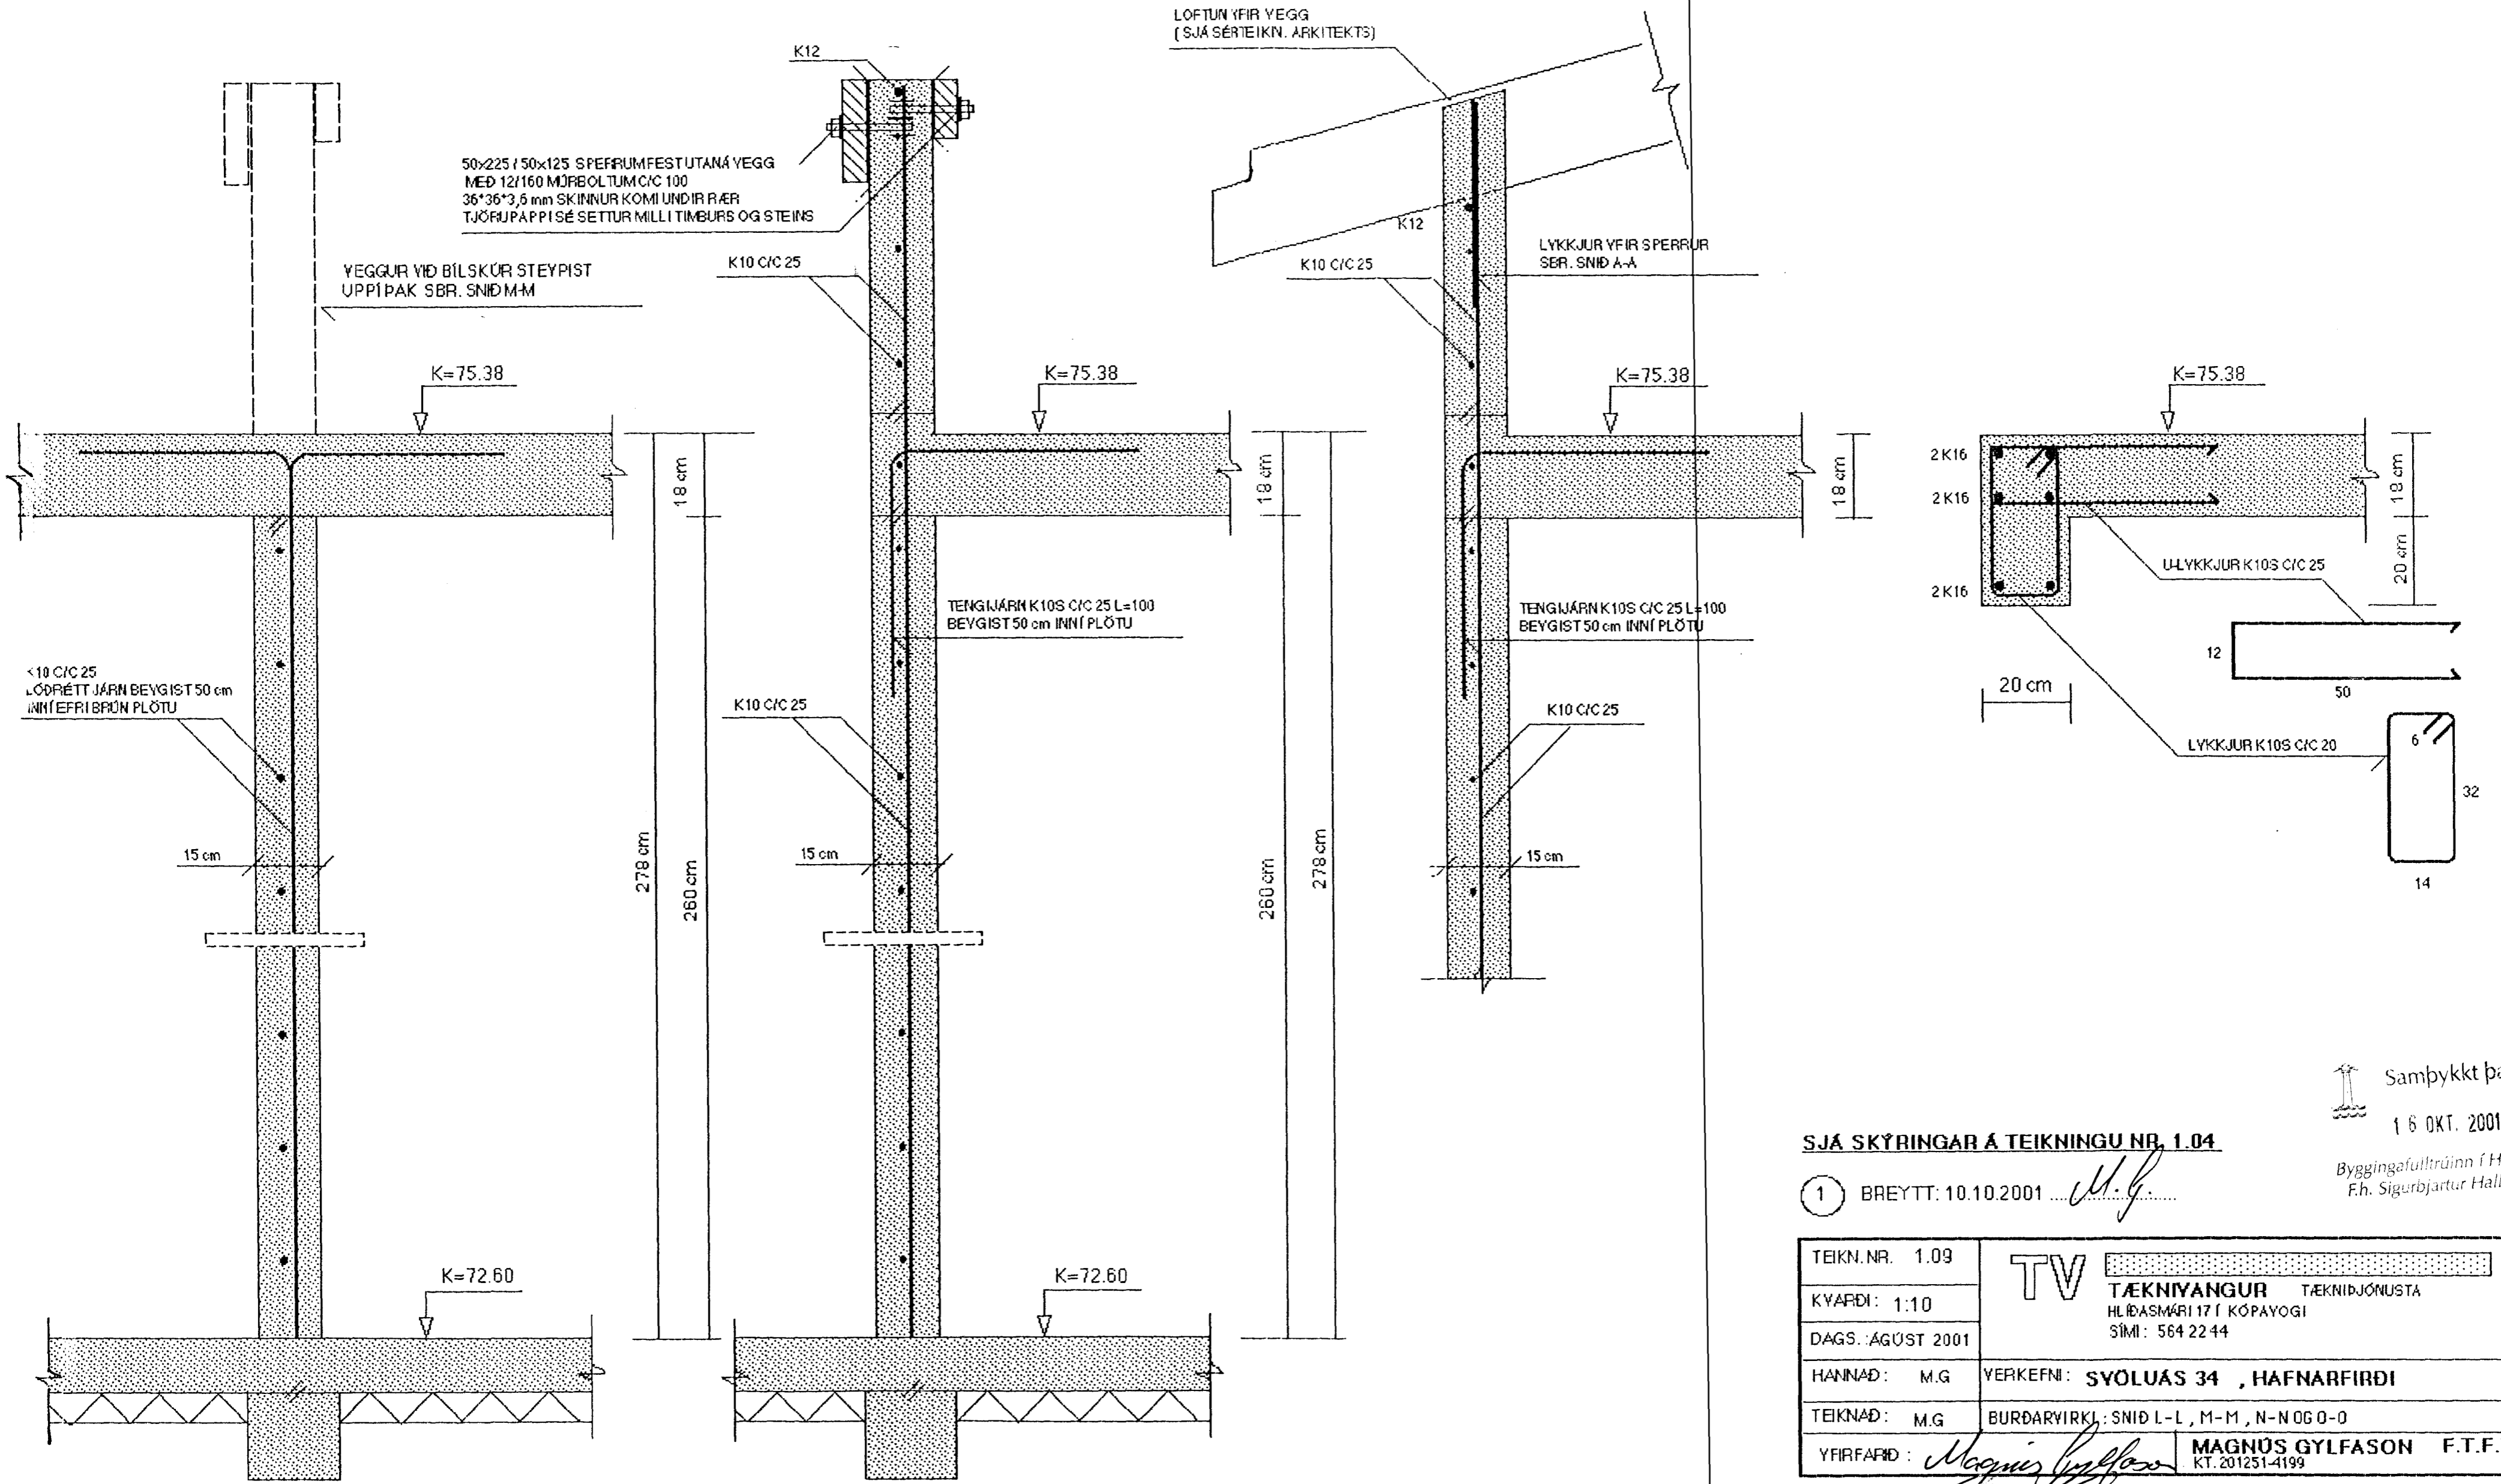 LOFTUN YFIR VEGG
( SJÁ SÉRTEIKN. ARKITEKTS)
K12
50x225 / 50x125 SPERRUM FEST UTANÁ VEGG
MEÐ 12/160 MÚRBOLTUM C/C 100
36*36*3,6 mm SKINNUR KOMI UNDIR RÆR
TJÖRUPAPPI SÉ SETTUR MILLI TIMBURS OG STEINS
VEGGUR VIÐ BÍLSKÚR STEYPIST
UPPÍ ÞAK SBR. SNIÐ M-M
K10 C/C 25
K12
K10 C/C 25
LYKKJUR YFIR SPERRUR
SBR. SNIÐ A-A
K=75.38
K=75.38
K=75.38
K=75.38
18 cm
18 cm
18 cm
18 cm
20 cm
2 K16
2 K16
2 K16
U-LYKKJUR K10S C/C 25
12
50
20 cm
LYKKJUR K10S C/C 20
6
32
14
TENGIJÁRN K10S C/C 25 L=100
BEYGIST 50 cm INNÍ PLÖTU
TENGIJÁRN K10S C/C 25 L=100
BEYGIST 50 cm INNÍ PLÖTU
K10 C/C 25
LÓÐRÉTT JÁRN BEYGIST 50 cm
INNÍ EFRI BRÚN PLÖTU
K10 C/C 25
K10 C/C 25
15 cm
278 cm
260 cm
15 cm
260 cm
278 cm
15 cm
K=72.60
K=72.60
Samþykkt þa
16 OKT. 2001
Byggingafulltrúinn í H
F.h. Sigurbjartur Hall
SJÁ SKÝRINGAR Á TEIKNINGU NR. 1.04
1 BREYTT: 10.10.2001 .... M.G. ....
TEIKN.NR. 1.09
KVARÐI: 1:10
DAGS.: ÁGÚST 2001
HANNAÐ: M.G
TEIKNAÐ: M.G
YFIRFARIÐ: Magnús Gylfason
TV
TÆKNIVANGUR TÆKNIÞJÓNUSTA
HLÍÐASMÁRI 17 Í KÓPAVOGI
SÍMI: 564 22 44
VERKEFNI: SVÖLUÁS 34 , HAFNARFIRÐI
BURÐARVIRKI: SNIÐ L-L , M-M , N-N OG O-O
MAGNÚS GYLFASON F.T.F.
KT. 201251-4199